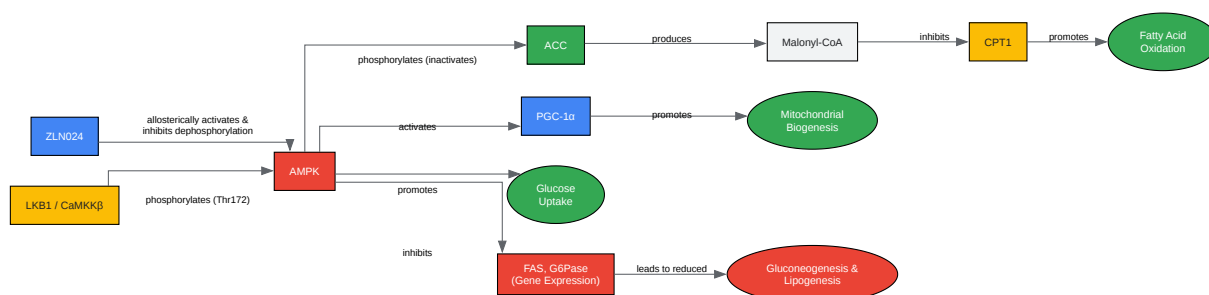 ACC
produces
Malonyl-CoA
inhibits
CPT1
promotes
Fatty Acid
Oxidation
phosphorylates (inactivates)
ZLN024
allosterically activates &
inhibits dephosphorylation
activates
PGC-1α
promotes
Mitochondrial
Biogenesis
AMPK
LKB1 / CaMKKβ
phosphorylates (Thr172)
promotes
Glucose
Uptake
inhibits
FAS, G6Pase
(Gene Expression)
leads to reduced
Gluconeogenesis &
Lipogenesis